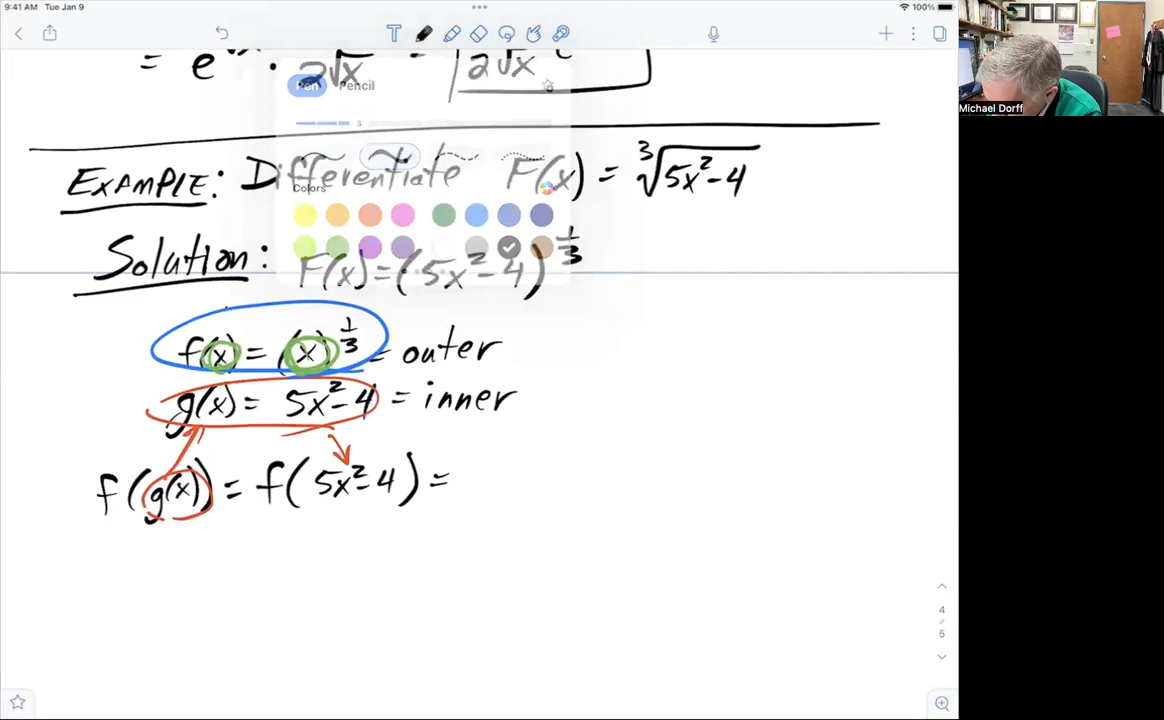 9:41 AM Tue Jan 9
100%
Michael Dorff
Pen Pencil
3
Colors
2√x = 2√x
EXAMPLE: Differentiate F(x) = ∛5x²-4
Solution: F(x)=(5x²-4)^1/3
f(x) = (x)^1/3 = outer
g(x) = 5x²-4 = inner
f(g(x)) = f(5x²-4) =
4
/
5